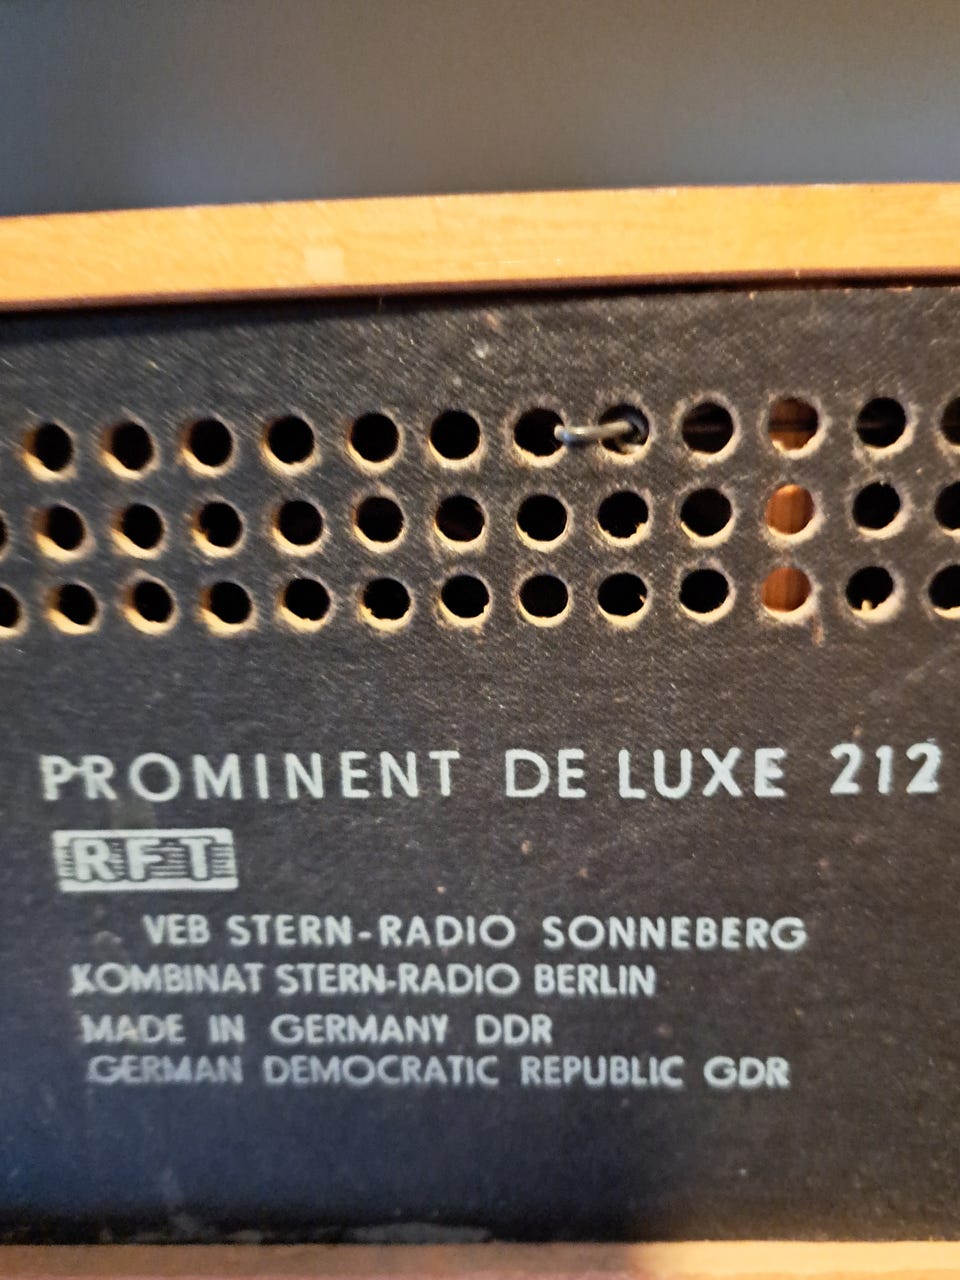 PROMINENT DE LUXE 212
RFT
VEB STERN-RADIO SONNEBERG
KOMBINAT STERN-RADIO BERLIN
MADE IN GERMANY DDR
GERMAN DEMOCRATIC REPUBLIC GDR